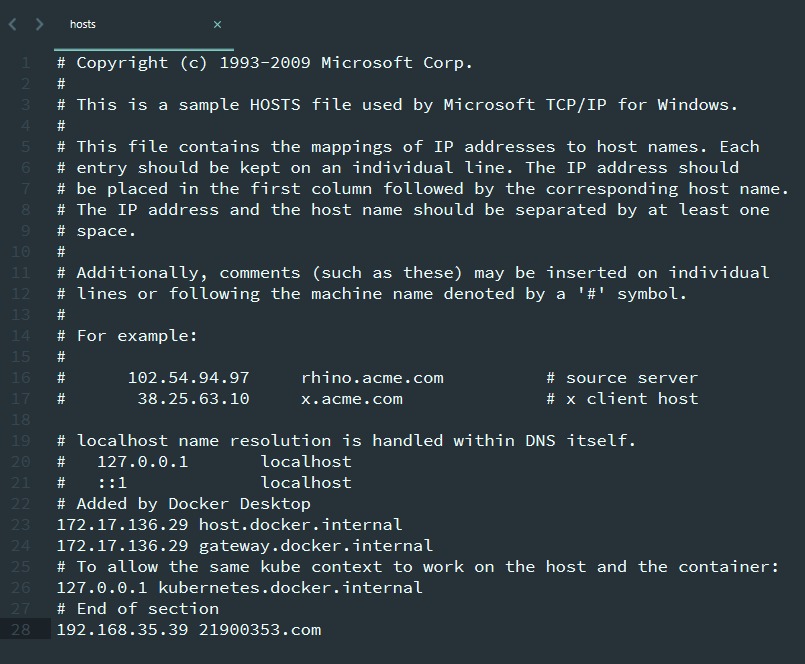 hosts
1 # Copyright (c) 1993-2009 Microsoft Corp.
2 #
3 # This is a sample HOSTS file used by Microsoft TCP/IP for Windows.
4 #
5 # This file contains the mappings of IP addresses to host names. Each
6 # entry should be kept on an individual line. The IP address should
7 # be placed in the first column followed by the corresponding host name.
8 # The IP address and the host name should be separated by at least one
9 # space.
10 #
11 # Additionally, comments (such as these) may be inserted on individual
12 # lines or following the machine name denoted by a '#' symbol.
13 #
14 # For example:
15 #
16 #      102.54.94.97     rhino.acme.com          # source server
17 #       38.25.63.10     x.acme.com              # x client host
18
19 # localhost name resolution is handled within DNS itself.
20 #   127.0.0.1       localhost
21 #   ::1             localhost
22 # Added by Docker Desktop
23 172.17.136.29 host.docker.internal
24 172.17.136.29 gateway.docker.internal
25 # To allow the same kube context to work on the host and the container:
26 127.0.0.1 kubernetes.docker.internal
27 # End of section
28 192.168.35.39 21900353.com